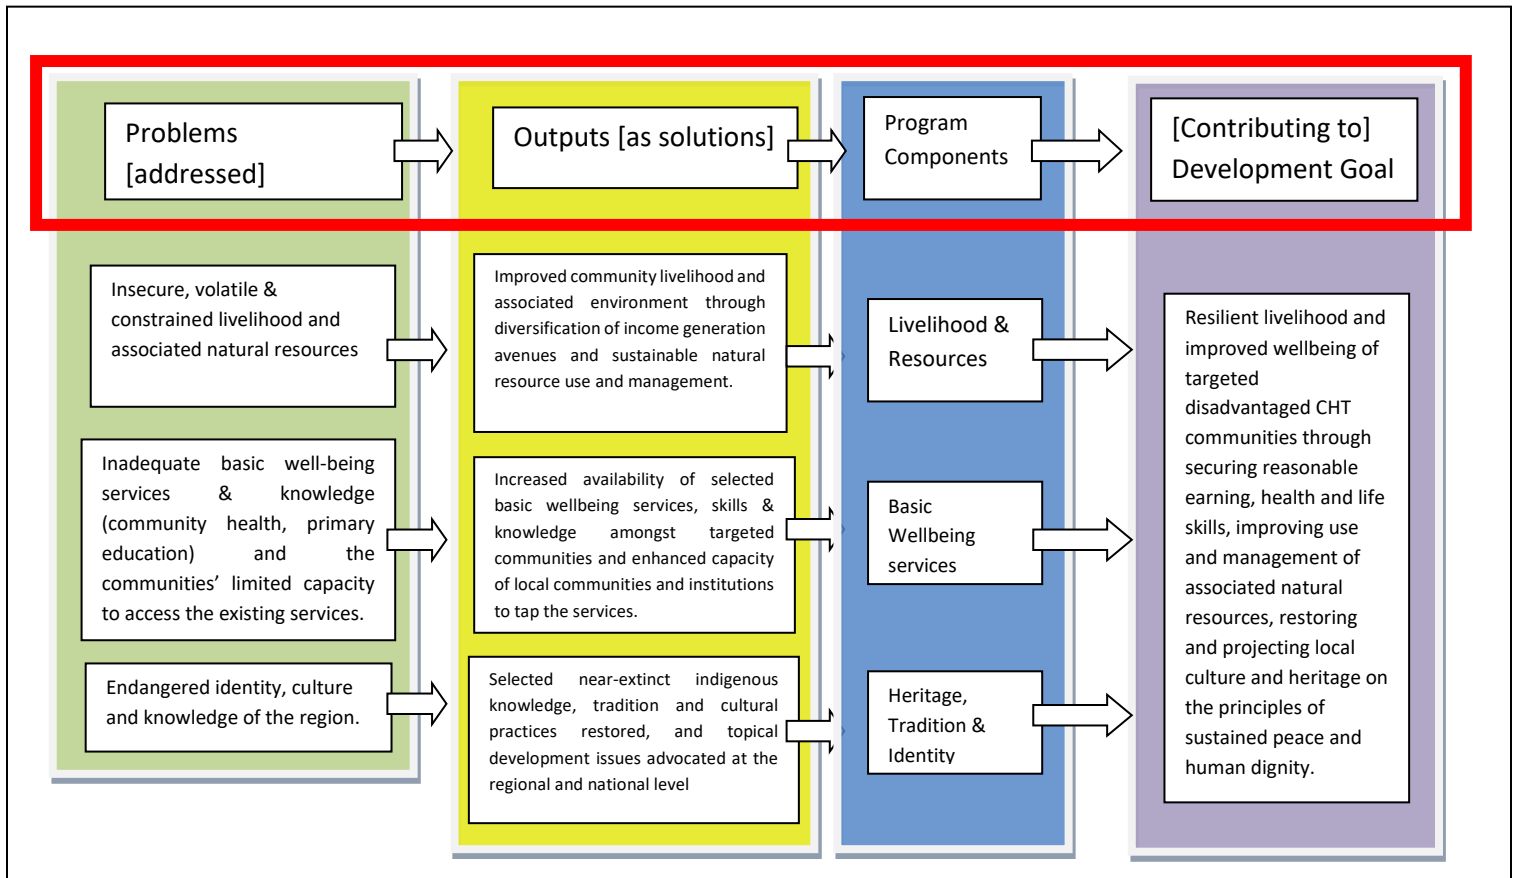 Problems
[addressed]
Outputs [as solutions]
Program
Components
[Contributing to]
Development Goal
Insecure, volatile &
constrained livelihood and
associated natural resources
Improved community livelihood and
associated environment through
diversification of income generation
avenues and sustainable natural
resource use and management.
Livelihood &
Resources
Resilient livelihood and
improved wellbeing of
targeted
disadvantaged CHT
communities through
securing reasonable
earning, health and life
skills, improving use
and management of
associated natural
resources, restoring
and projecting local
culture and heritage on
the principles of
sustained peace and
human dignity.
Inadequate basic well-being
services & knowledge
(community health, primary
education) and the
communities’ limited capacity
to access the existing services.
Increased availability of selected
basic wellbeing services, skills &
knowledge amongst targeted
communities and enhanced capacity
of local communities and institutions
to tap the services.
Basic
Wellbeing
services
Endangered identity, culture
and knowledge of the region.
Selected near-extinct indigenous
knowledge, tradition and cultural
practices restored, and topical
development issues advocated at the
regional and national level
Heritage,
Tradition &
Identity